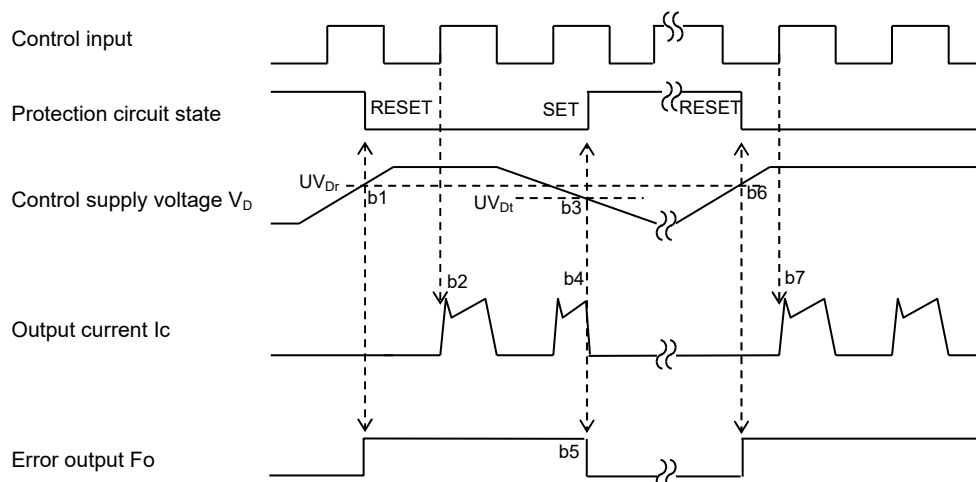 Control input
Protection circuit state
RESET
SET
RESET
Control supply voltage VD
UVDr
b1
UVDt
b3
b6
Output current Ic
b2
b4
b7
Error output Fo
b5